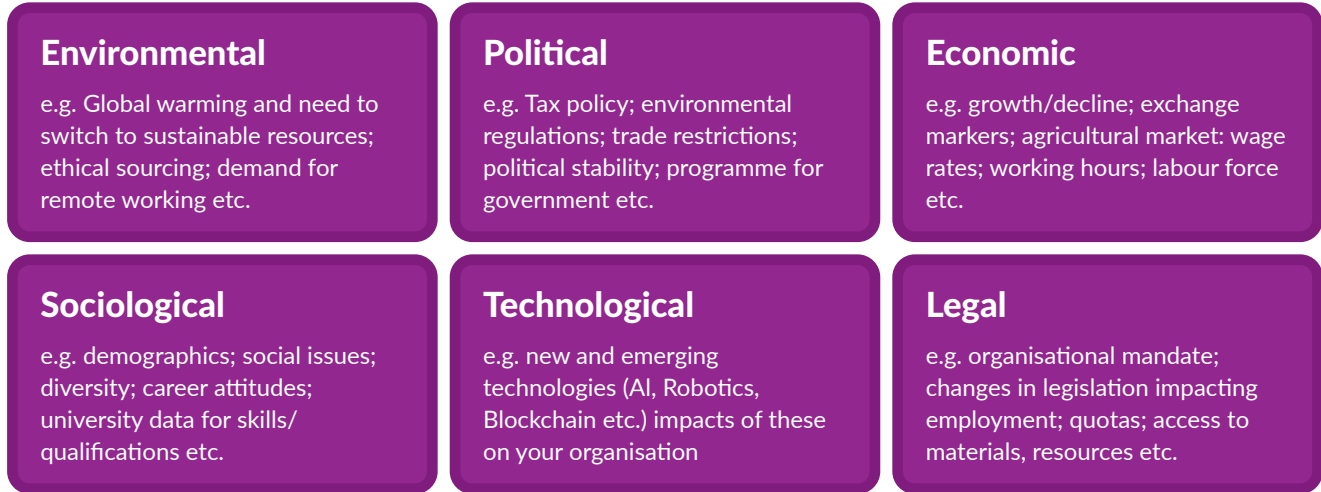 Environmental
e.g. Global warming and need to
switch to sustainable resources;
ethical sourcing; demand for
remote working etc.
Political
e.g. Tax policy; environmental
regulations; trade restrictions;
political stability; programme for
government etc.
Economic
e.g. growth/decline; exchange
markers; agricultural market: wage
rates; working hours; labour force
etc.
Sociological
e.g. demographics; social issues;
diversity; career attitudes;
university data for skills/
qualifications etc.
Technological
e.g. new and emerging
technologies (AI, Robotics,
Blockchain etc.) impacts of these
on your organisation
Legal
e.g. organisational mandate;
changes in legislation impacting
employment; quotas; access to
materials, resources etc.